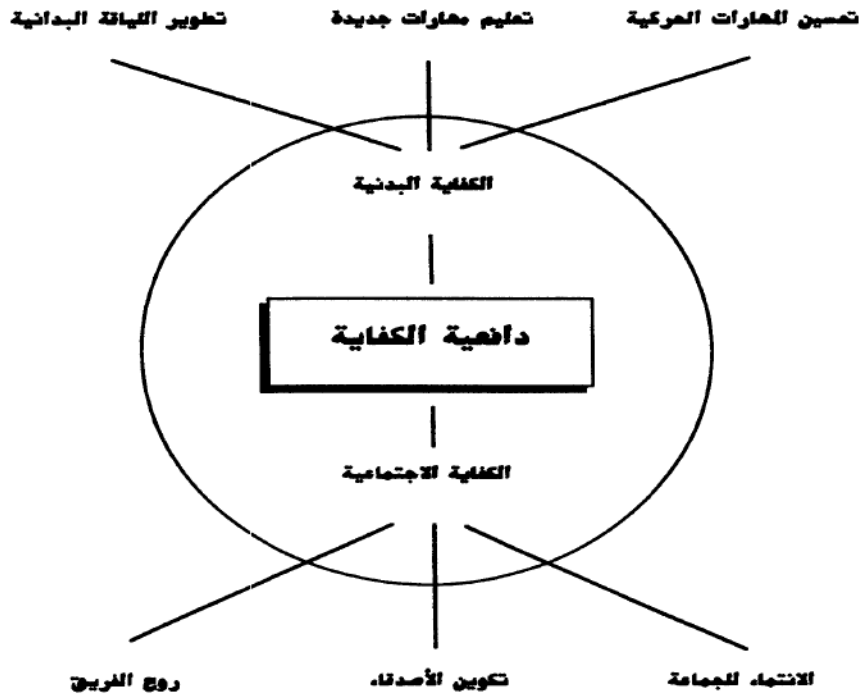 تحسين المهارات الحركية
تعليم مهارات جديدة
تطوير اللياقة البدانية
الكفاية البدنية
دافعية الكفاية
الكفاية الاجتماعية
الانتماء للجماعة
تكوين الأصدقاء
روح الفريق